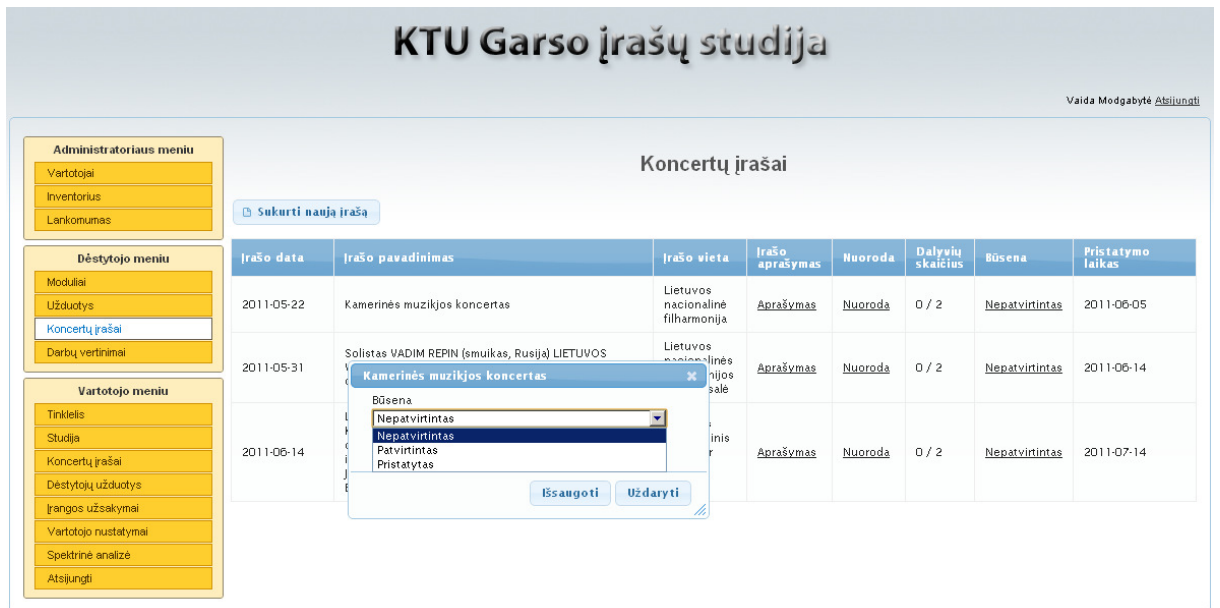 KTU Garso įrašų studija
Vaida Modgabytė Atsijungti
Administratoriaus meniu
Vartotojai
Inventorius
Lankomumas
Dėstytojo meniu
Moduliai
Užduotys
Koncertų įrašai
Darbų vertinimai
Vartotojo meniu
Tinklelis
Studija
Koncertų įrašai
Dėstytojų užduotys
Įrangos užsakymai
Vartotojo nustatymai
Spektrinė analizė
Atsijungti
Koncertų įrašai
Sukurti naują įrašą
Įrašo data
Įrašo pavadinimas
Įrašo vieta
Įrašo
aprašymas
Nuoroda
Dalyvių
skaičius
Būsena
Pristatymo
laikas
2011-05-22
Kamerinės muzikjos koncertas
Lietuvos
nacionalinė
filharmonija
Aprašymas
Nuoroda
0 / 2
Nepatvirtintas
2011-06-05
2011-05-31
Solistas VADIM REPIN (smuikas, Rusija) LIETUVOS
Lietuvos
Aprašymas
Nuoroda
0 / 2
Nepatvirtintas
2011-06-14
2011-06-14
Aprašymas
Nuoroda
0 / 2
Nepatvirtintas
2011-07-14
Kamerinės muzikjos koncertas
Būsena
Nepatvirtintas
Nepatvirtintas
Patvirtintas
Pristatytas
Išsaugoti
Uždaryti